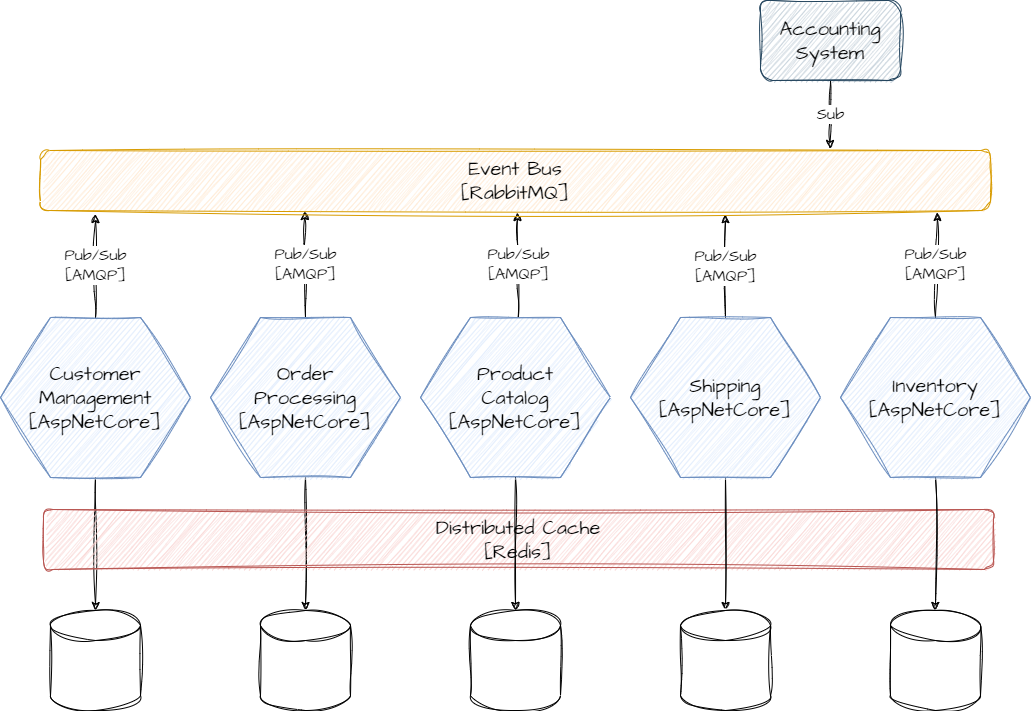 Accounting
System
Sub
Event Bus
[RabbitMQ]
Pub/Sub
[AMQP]
Pub/Sub
[AMQP]
Pub/Sub
[AMQP]
Pub/Sub
[AMQP]
Pub/Sub
[AMQP]
Customer
Management
[AspNetCore]
Order
Processing
[AspNetCore]
Product
Catalog
[AspNetCore]
Shipping
[AspNetCore]
Inventory
[AspNetCore]
Distributed Cache
[Redis]